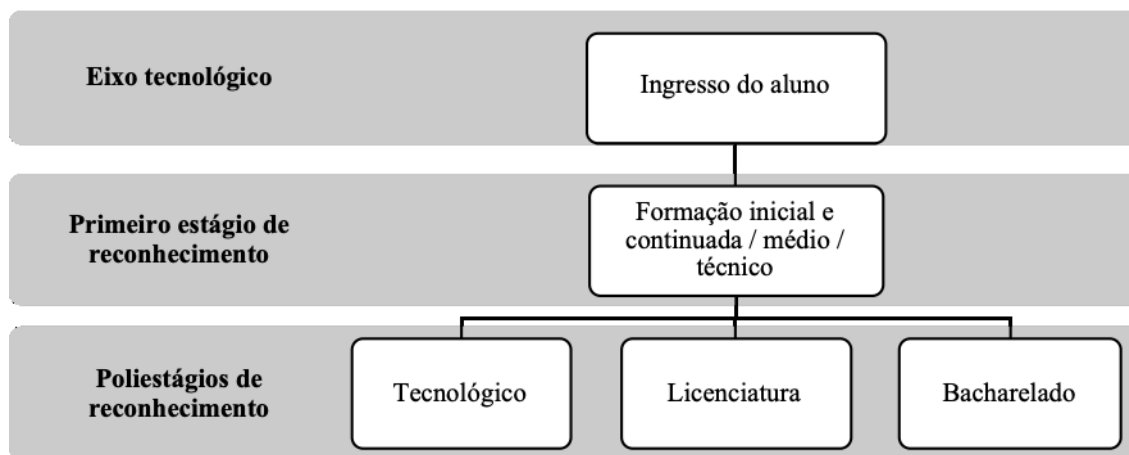 Eixo tecnológico
Ingresso do aluno
Primeiro estágio de
reconhecimento
Formação inicial e
continuada / médio /
técnico
Poliestágios de
reconhecimento
Tecnológico
Licenciatura
Bacharelado